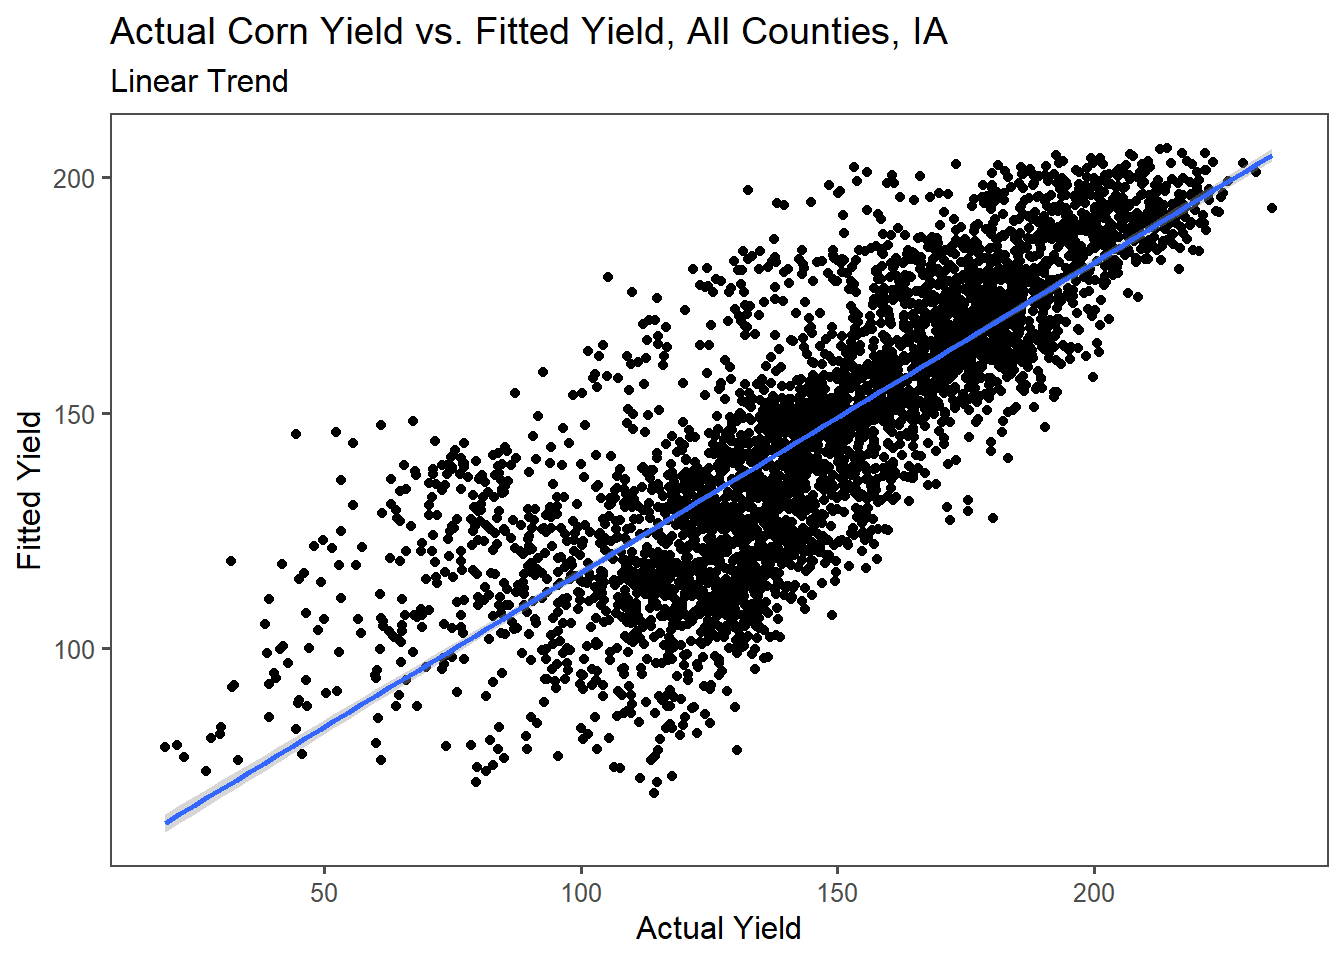 Actual Corn Yield vs. Fitted Yield, All Counties, IA
Linear Trend
200
150
100
Fitted Yield
50 100 150 200
Actual Yield